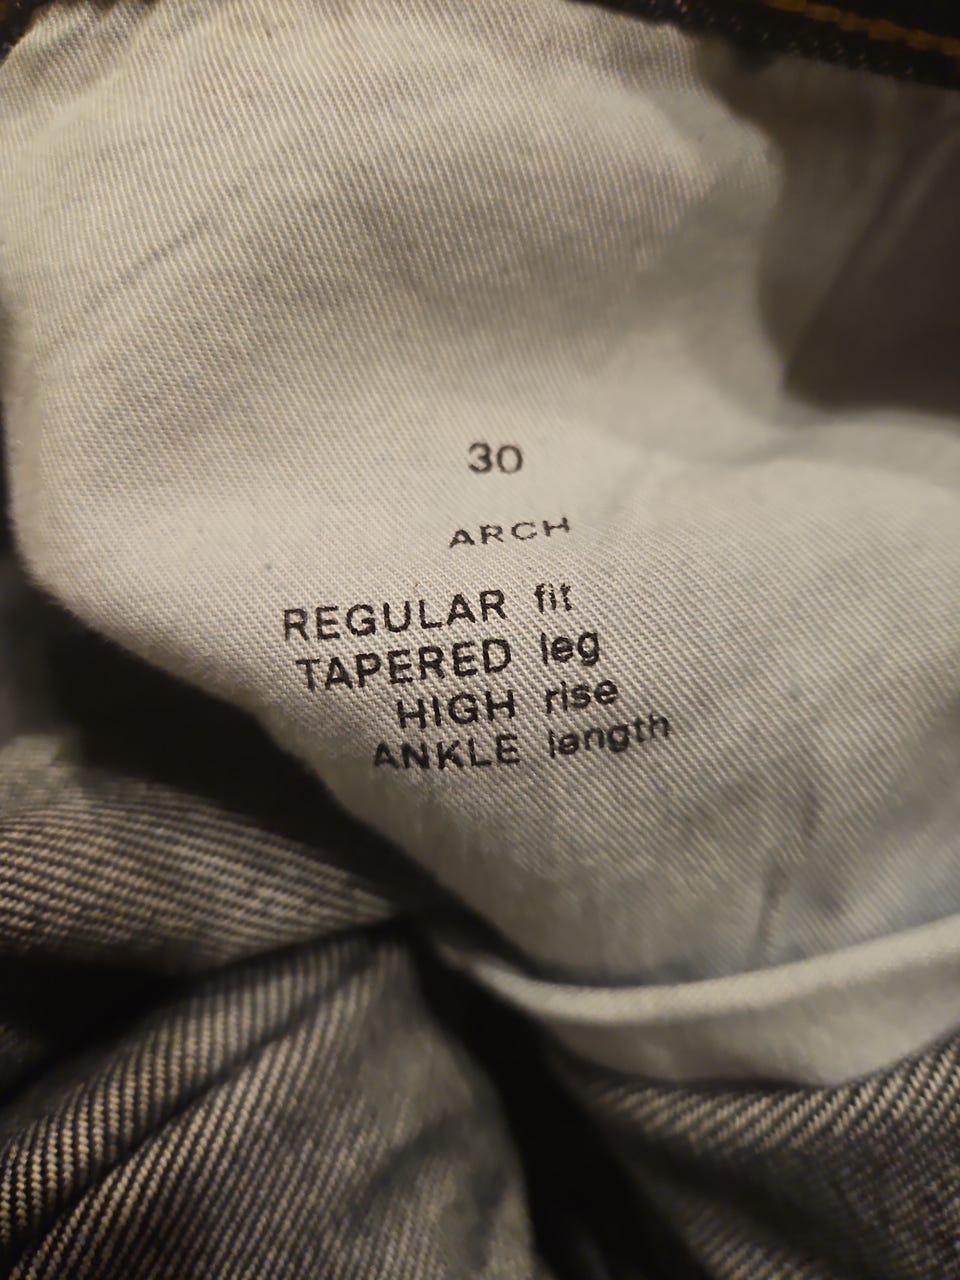 30
ARCH
REGULAR fit
TAPERED leg
HIGH rise
ANKLE length